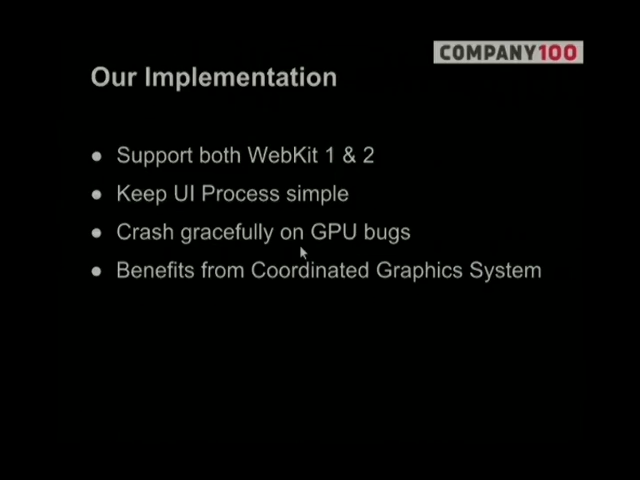 COMPANY100
Our Implementation
● Support both WebKit 1 & 2
● Keep UI Process simple
● Crash gracefully on GPU bugs
● Benefits from Coordinated Graphics System